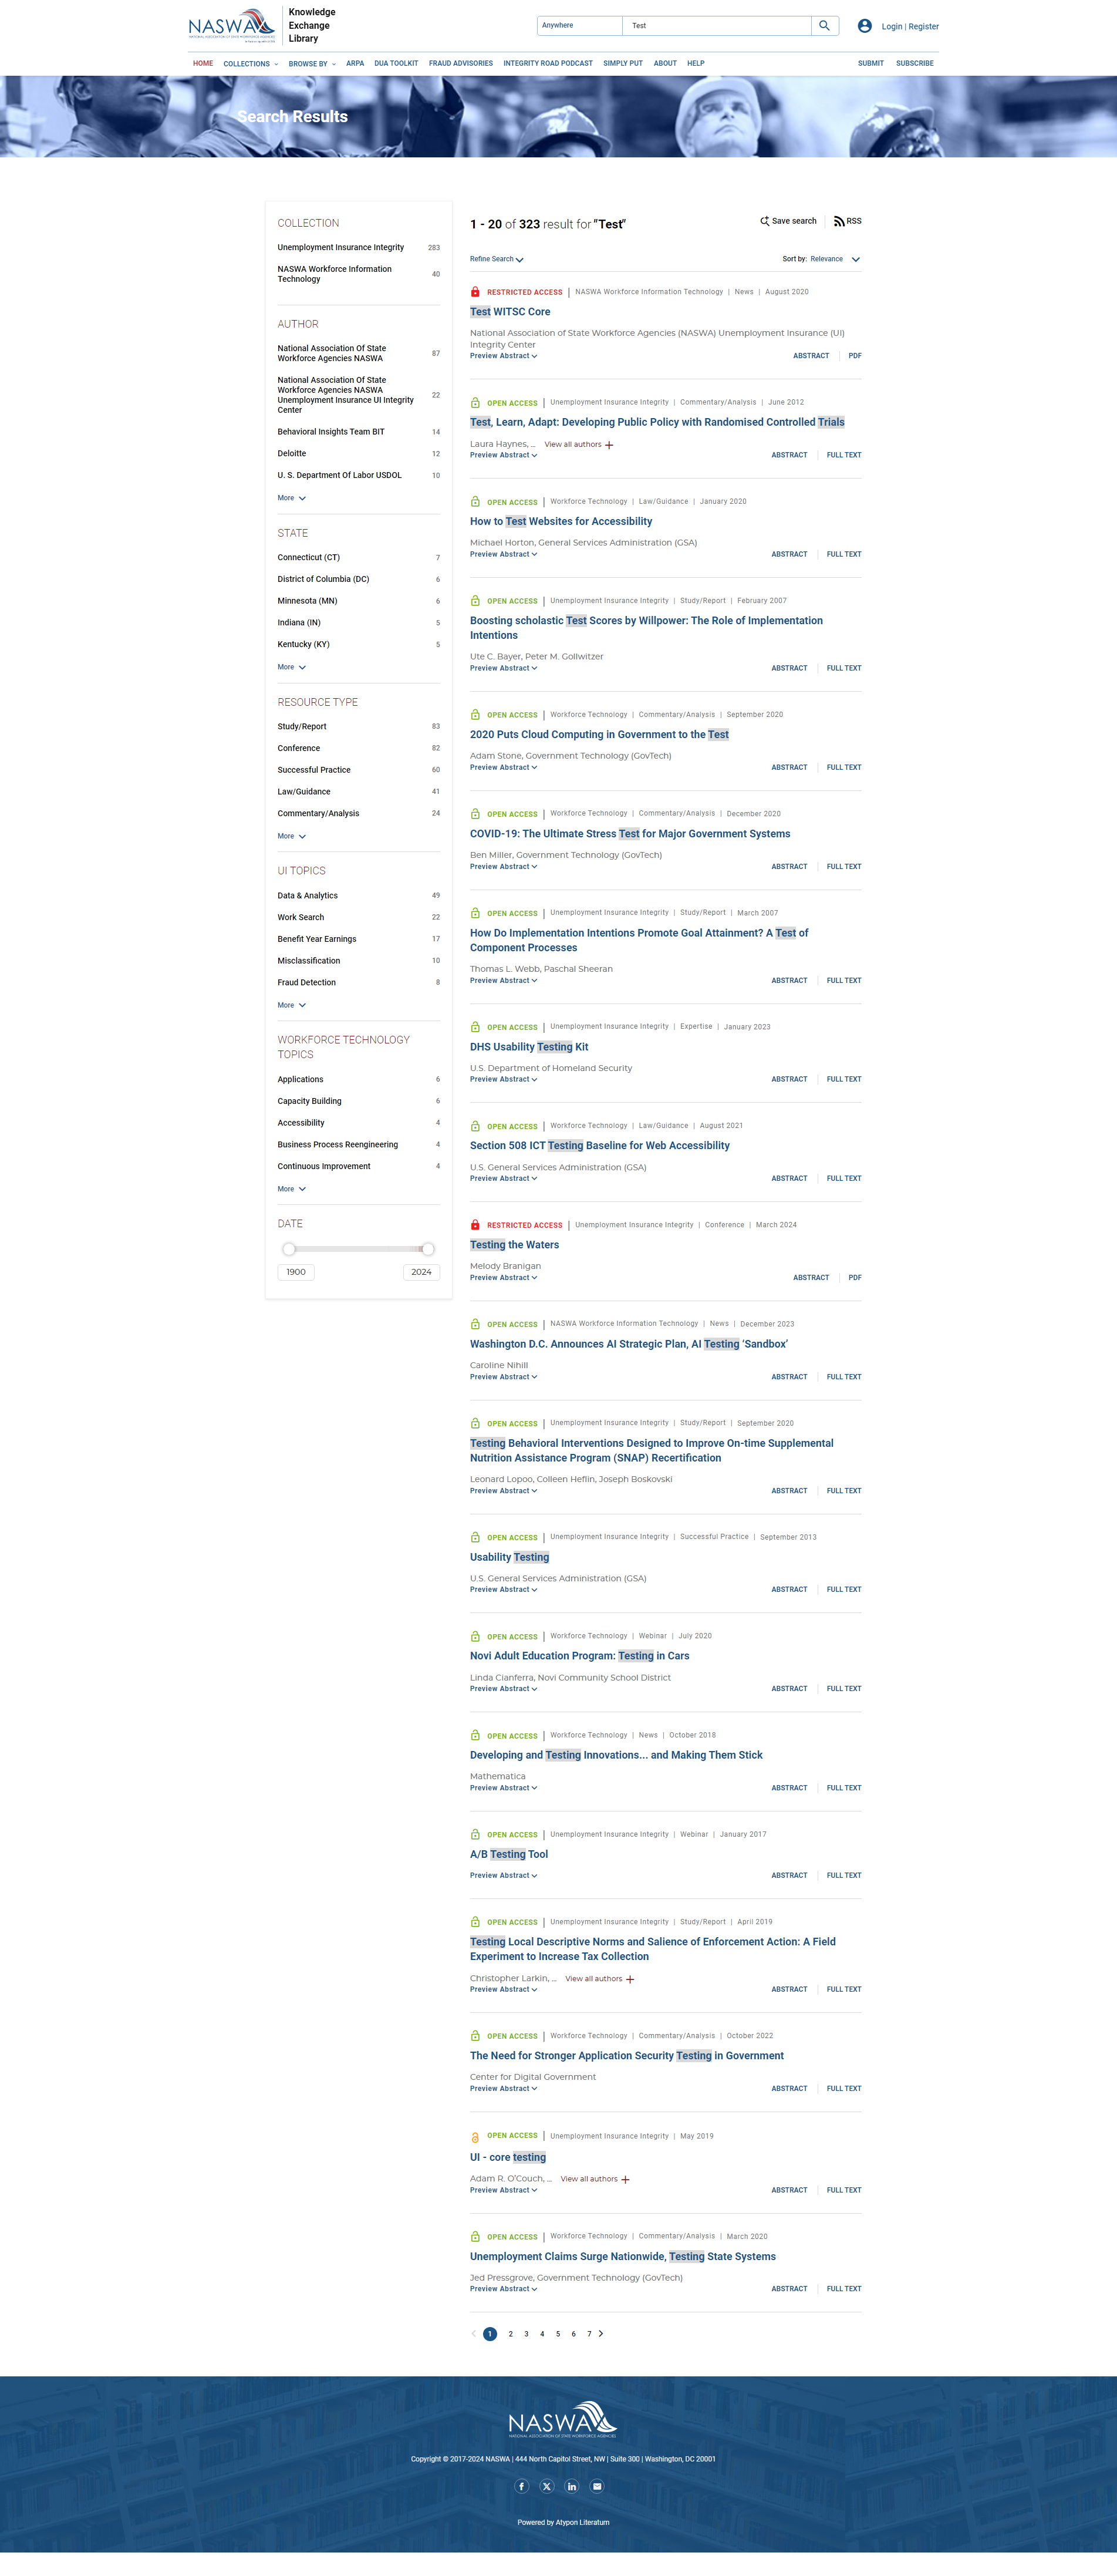 NASWA
NATIONAL ASSOCIATION OF STATE WORKFORCE AGENCIES
Knowledge
Exchange
Library
Anywhere
Test
Login | Register
HOME COLLECTIONS BROWSE BY ARPA DUA TOOLKIT FRAUD ADVISORIES INTEGRITY ROAD PODCAST SIMPLY PUT ABOUT HELP SUBMIT SUBSCRIBE
Search Results
COLLECTION
Unemployment Insurance Integrity 283
NASWA Workforce Information
Technology 40
AUTHOR
National Association Of State
Workforce Agencies NASWA 87
National Association Of State
Workforce Agencies NASWA
Unemployment Insurance UI Integrity
Center 22
Behavioral Insights Team BIT 14
Deloitte 12
U. S. Department Of Labor USDOL 10
More
STATE
Connecticut (CT) 7
District of Columbia (DC) 6
Minnesota (MN) 6
Indiana (IN) 5
Kentucky (KY) 5
More
RESOURCE TYPE
Study/Report 83
Conference 82
Successful Practice 60
Law/Guidance 41
Commentary/Analysis 24
More
UI TOPICS
Data & Analytics 49
Work Search 22
Benefit Year Earnings 17
Misclassification 10
Fraud Detection 8
More
WORKFORCE TECHNOLOGY
TOPICS
Applications 6
Capacity Building 6
Accessibility 4
Business Process Reengineering 4
Continuous Improvement 4
More
DATE
1900 2024
1 - 20 of 323 result for "Test"
Save search RSS
Refine Search Sort by: Relevance
RESTRICTED ACCESS | NASWA Workforce Information Technology | News | August 2020
Test WITSC Core
National Association of State Workforce Agencies (NASWA) Unemployment Insurance (UI)
Integrity Center
Preview Abstract ABSTRACT PDF
OPEN ACCESS | Unemployment Insurance Integrity | Commentary/Analysis | June 2012
Test, Learn, Adapt: Developing Public Policy with Randomised Controlled Trials
Laura Haynes, ... View all authors
Preview Abstract ABSTRACT FULL TEXT
OPEN ACCESS | Workforce Technology | Law/Guidance | January 2020
How to Test Websites for Accessibility
Michael Horton, General Services Administration (GSA)
Preview Abstract ABSTRACT FULL TEXT
OPEN ACCESS | Unemployment Insurance Integrity | Study/Report | February 2007
Boosting scholastic Test Scores by Willpower: The Role of Implementation
Intentions
Ute C. Bayer, Peter M. Gollwitzer
Preview Abstract ABSTRACT FULL TEXT
OPEN ACCESS | Workforce Technology | Commentary/Analysis | September 2020
2020 Puts Cloud Computing in Government to the Test
Adam Stone, Government Technology (GovTech)
Preview Abstract ABSTRACT FULL TEXT
OPEN ACCESS | Workforce Technology | Commentary/Analysis | December 2020
COVID-19: The Ultimate Stress Test for Major Government Systems
Ben Miller, Government Technology (GovTech)
Preview Abstract ABSTRACT FULL TEXT
OPEN ACCESS | Unemployment Insurance Integrity | Study/Report | March 2007
How Do Implementation Intentions Promote Goal Attainment? A Test of
Component Processes
Thomas L. Webb, Paschal Sheeran
Preview Abstract ABSTRACT FULL TEXT
OPEN ACCESS | Unemployment Insurance Integrity | Expertise | January 2023
DHS Usability Testing Kit
U.S. Department of Homeland Security
Preview Abstract ABSTRACT FULL TEXT
OPEN ACCESS | Workforce Technology | Law/Guidance | August 2021
Section 508 ICT Testing Baseline for Web Accessibility
U.S. General Services Administration (GSA)
Preview Abstract ABSTRACT FULL TEXT
RESTRICTED ACCESS | Unemployment Insurance Integrity | Conference | March 2024
Testing the Waters
Melody Branigan
Preview Abstract ABSTRACT PDF
OPEN ACCESS | NASWA Workforce Information Technology | News | December 2023
Washington D.C. Announces AI Strategic Plan, AI Testing ‘Sandbox’
Caroline Nihill
Preview Abstract ABSTRACT FULL TEXT
OPEN ACCESS | Unemployment Insurance Integrity | Study/Report | September 2020
Testing Behavioral Interventions Designed to Improve On-time Supplemental
Nutrition Assistance Program (SNAP) Recertification
Leonard Lopoo, Colleen Heflin, Joseph Boskovski
Preview Abstract ABSTRACT FULL TEXT
OPEN ACCESS | Unemployment Insurance Integrity | Successful Practice | September 2013
Usability Testing
U.S. General Services Administration (GSA)
Preview Abstract ABSTRACT FULL TEXT
OPEN ACCESS | Workforce Technology | Webinar | July 2020
Novi Adult Education Program: Testing in Cars
Linda Cianferra, Novi Community School District
Preview Abstract ABSTRACT FULL TEXT
OPEN ACCESS | Workforce Technology | News | October 2018
Developing and Testing Innovations... and Making Them Stick
Mathematica
Preview Abstract ABSTRACT FULL TEXT
OPEN ACCESS | Unemployment Insurance Integrity | Webinar | January 2017
A/B Testing Tool
Preview Abstract ABSTRACT FULL TEXT
OPEN ACCESS | Unemployment Insurance Integrity | Study/Report | April 2019
Testing Local Descriptive Norms and Salience of Enforcement Action: A Field
Experiment to Increase Tax Collection
Christopher Larkin, ... View all authors
Preview Abstract ABSTRACT FULL TEXT
OPEN ACCESS | Workforce Technology | Commentary/Analysis | October 2022
The Need for Stronger Application Security Testing in Government
Center for Digital Government
Preview Abstract ABSTRACT FULL TEXT
OPEN ACCESS | Unemployment Insurance Integrity | May 2019
UI - core testing
Adam R. O’Couch, ... View all authors
Preview Abstract ABSTRACT FULL TEXT
OPEN ACCESS | Workforce Technology | Commentary/Analysis | March 2020
Unemployment Claims Surge Nationwide, Testing State Systems
Jed Pressgrove, Government Technology (GovTech)
Preview Abstract ABSTRACT FULL TEXT
1 2 3 4 5 6 7
NASWA
NATIONAL ASSOCIATION OF STATE WORKFORCE AGENCIES
Copyright © 2017-2024 NASWA | 444 North Capitol Street, NW | Suite 300 | Washington, DC 20001
Powered by Atypon Literatum